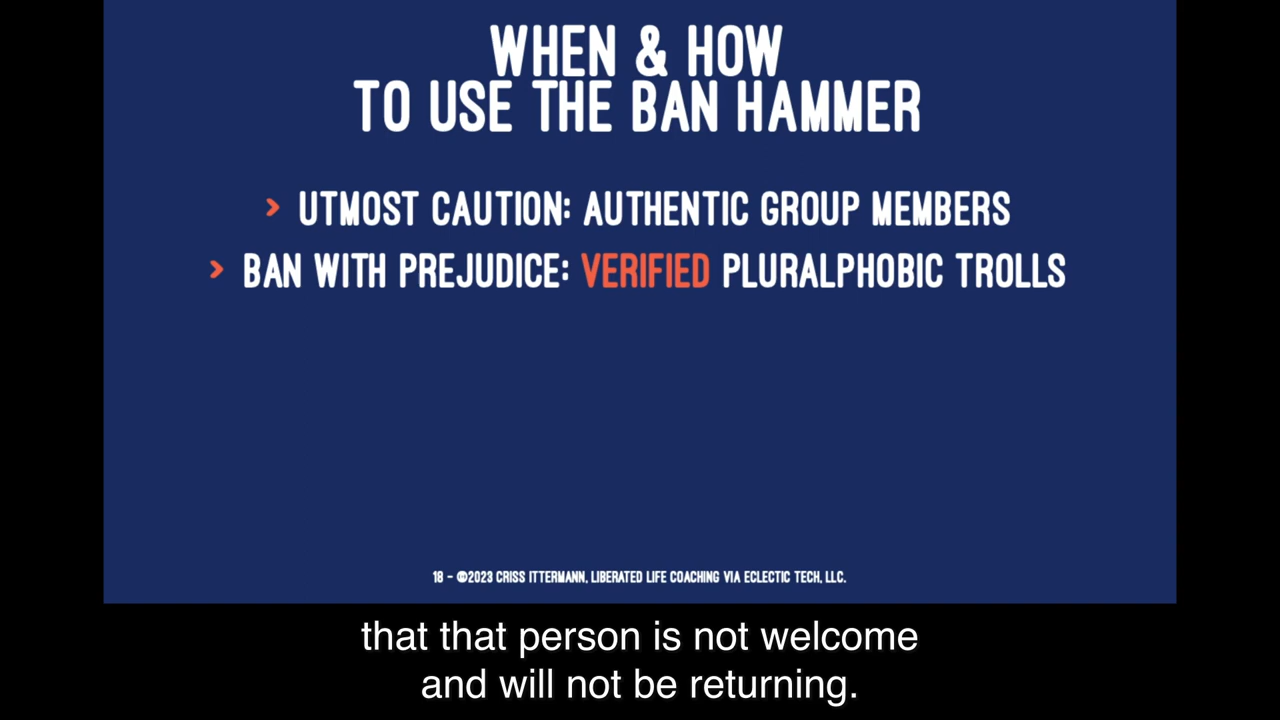 WHEN & HOW
TO USE THE BAN HAMMER
> UTMOST CAUTION: AUTHENTIC GROUP MEMBERS
> BAN WITH PREJUDICE: VERIFIED PLURALPHOBIC TROLLS
18 - ©2023 CRISS ITTERMANN, LIBERATED LIFE COACHING VIA ECLECTIC TECH, LLC.
that that person is not welcome
and will not be returning.